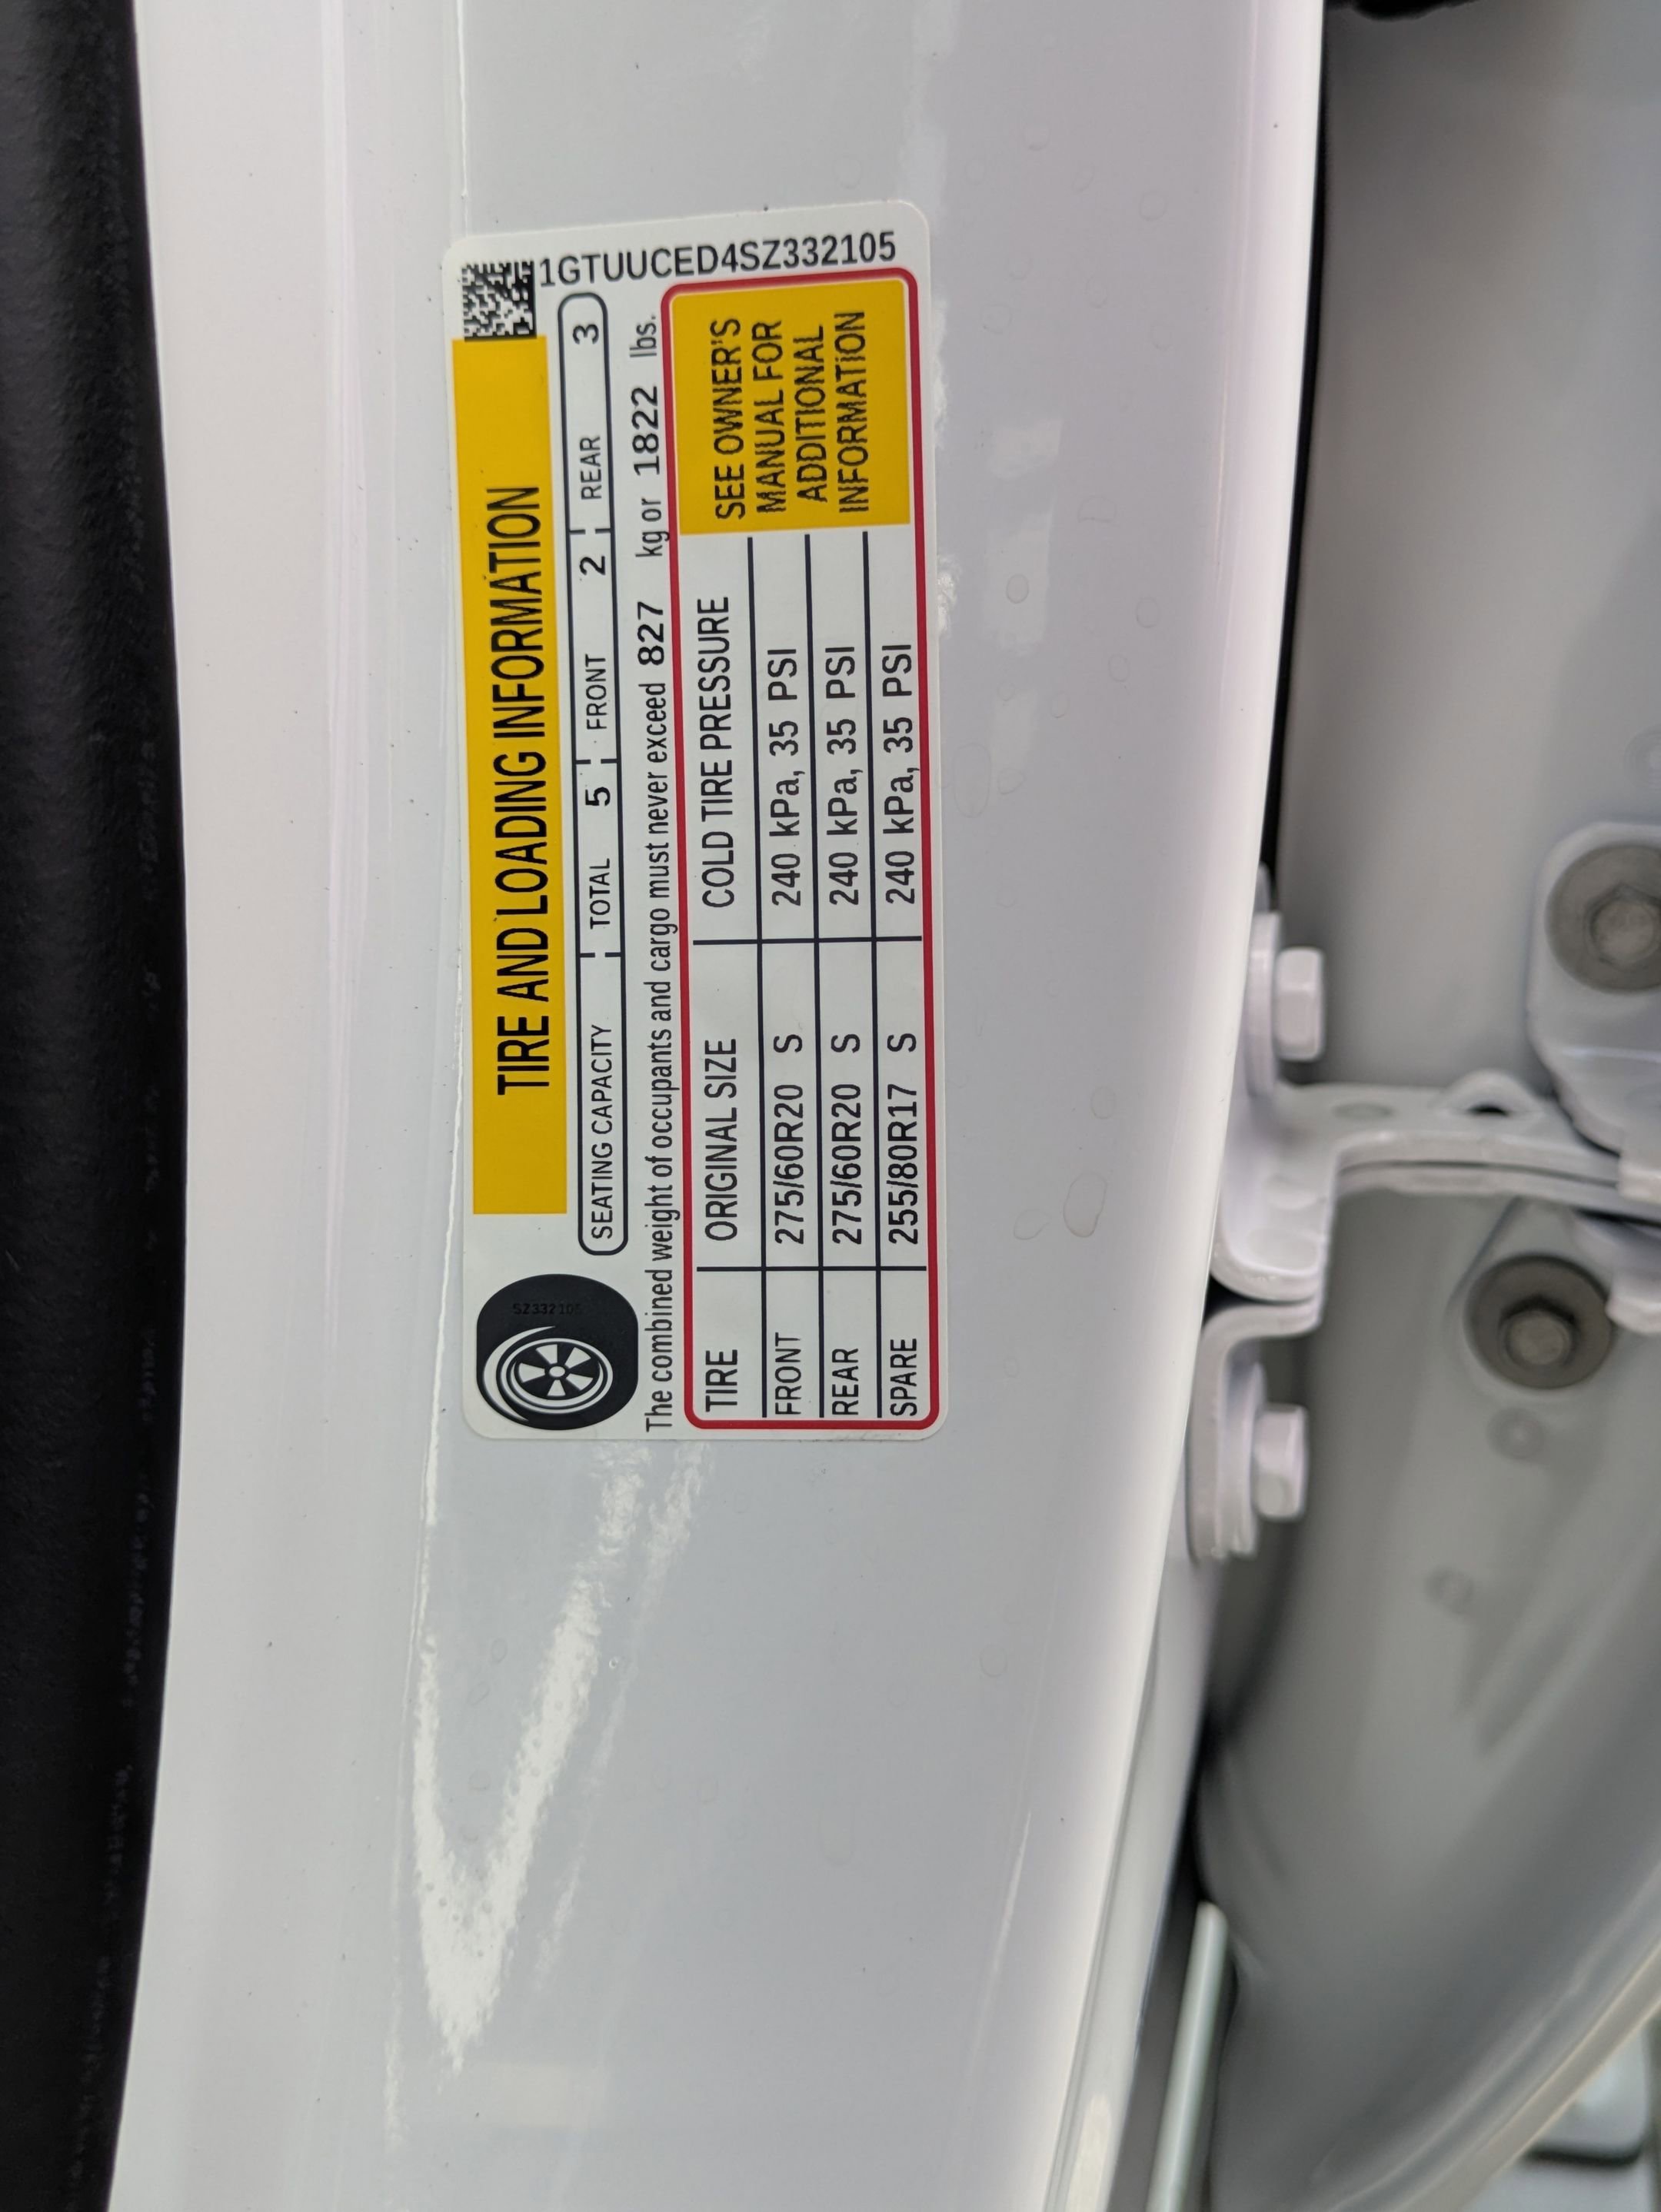 TIRE AND LOADING INFORMATION
1GTUUCED4SZ332105
SEATING CAPACITY TOTAL 5 FRONT 2 REAR 3
The combined weight of occupants and cargo must never exceed 827 kg or 1822 lbs.
TIRE ORIGINAL SIZE COLD TIRE PRESSURE
FRONT 275/60R20 S 240 kPa, 35 PSI
REAR 275/60R20 S 240 kPa, 35 PSI
SPARE 255/80R17 S 240 kPa, 35 PSI
SEE OWNER'S
MANUAL FOR
ADDITIONAL
INFORMATION